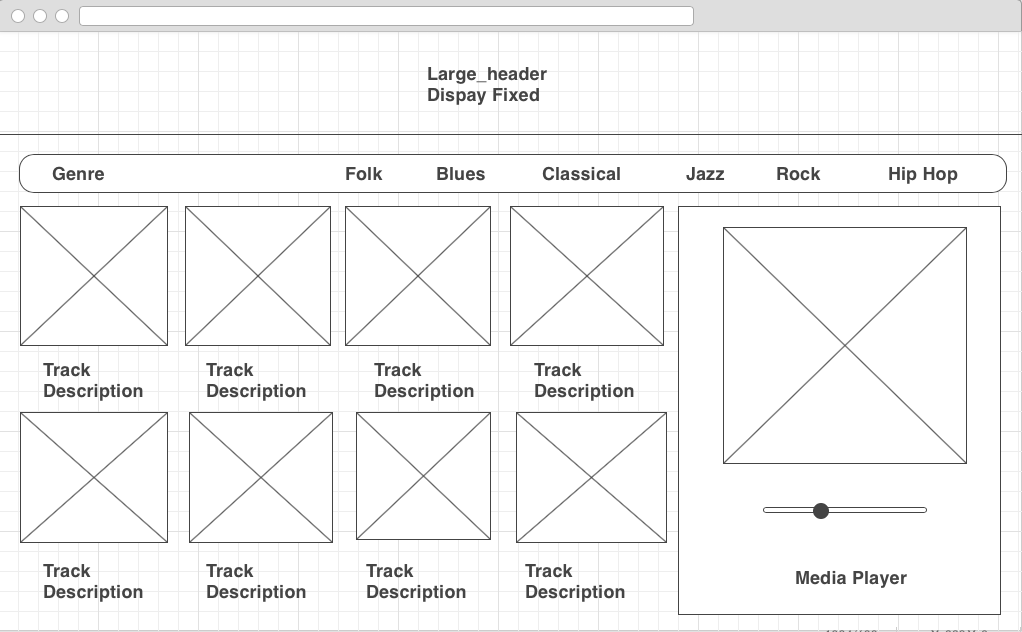 Large_header
Dispay Fixed
Genre Folk Blues Classical Jazz Rock Hip Hop
Track
Description
Track
Description
Track
Description
Track
Description
Track
Description
Track
Description
Track
Description
Track
Description
Media Player